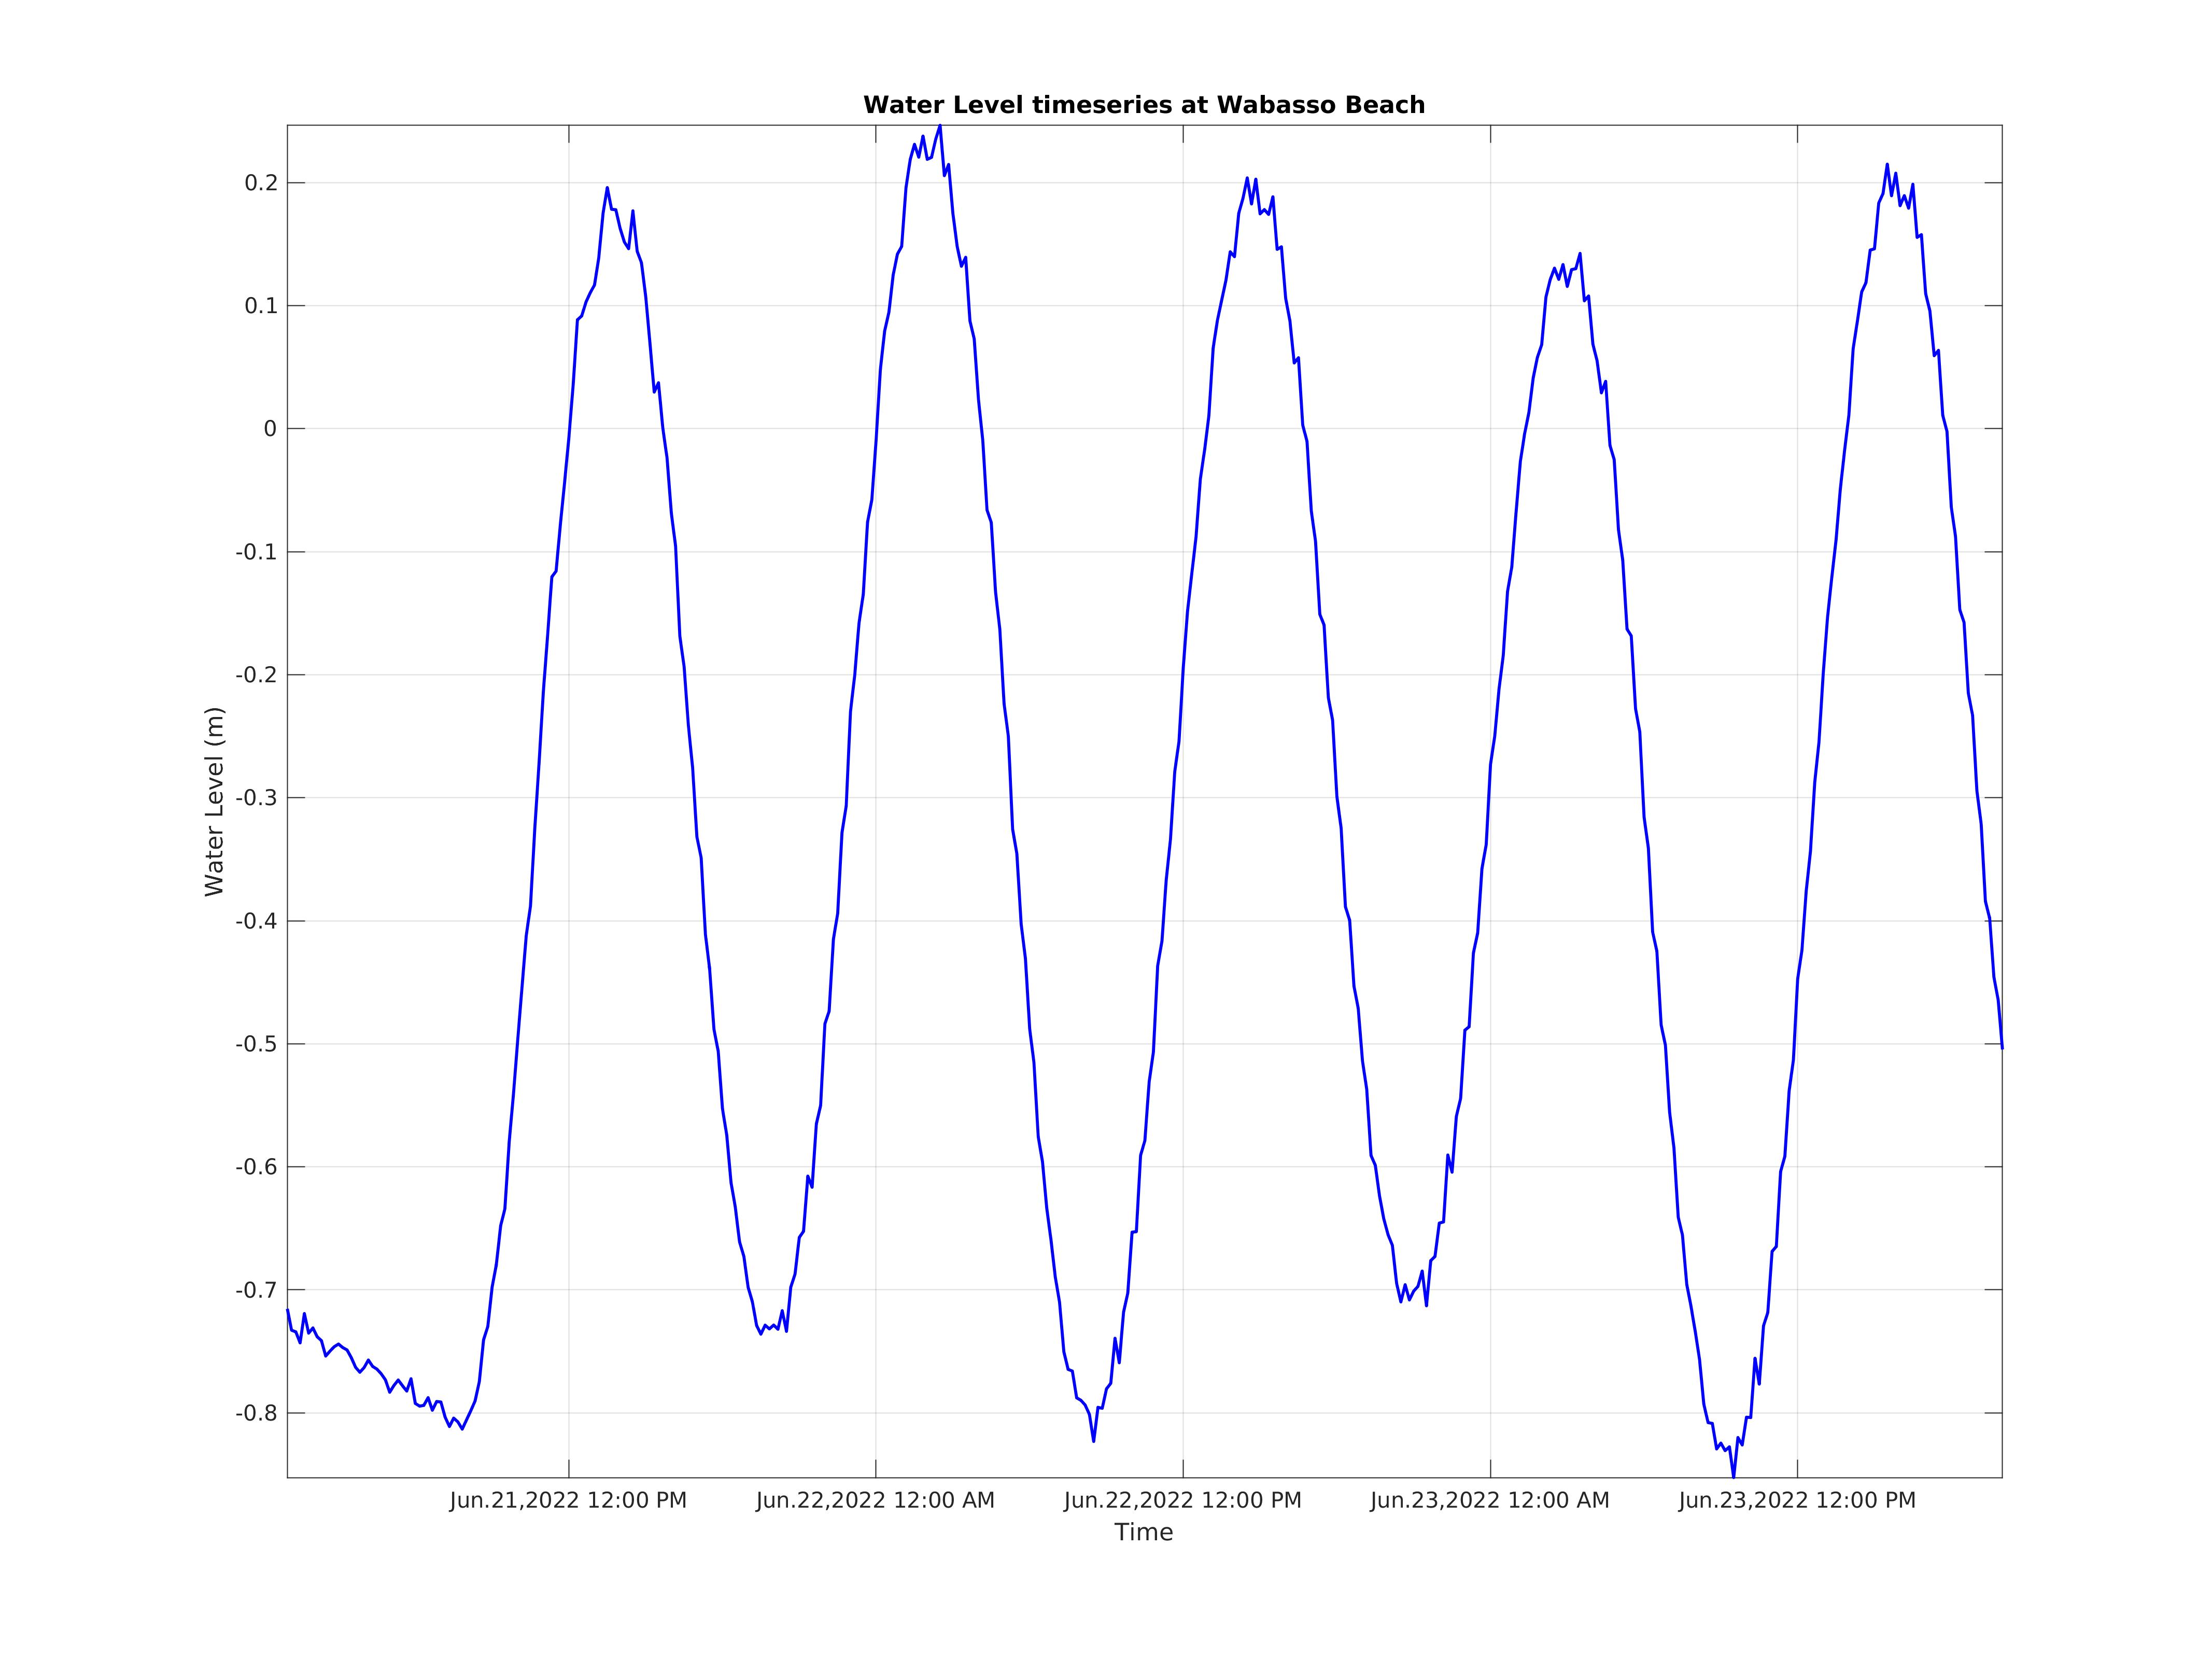 Water Level timeseries at Wabasso Beach
0.2
0.1
0
-0.1
-0.2
-0.3
-0.4
-0.5
-0.6
-0.7
-0.8
Water Level (m)
Jun.21,2022 12:00 PM
Jun.22,2022 12:00 AM
Jun.22,2022 12:00 PM
Jun.23,2022 12:00 AM
Jun.23,2022 12:00 PM
Time